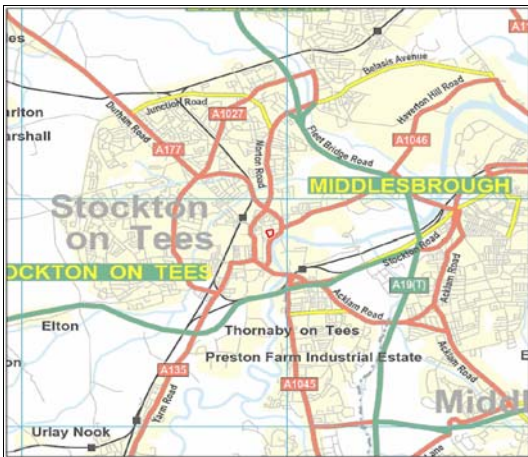 Belasis Avenue
Junction Road
Durham Road
A1027
Haverton Hill Road
arlton
arshall
A177
Norton Road
Fleet Bridge Road
A1046
MIDDLESBROUGH
Stockton
on Tees
Stockton Road
OCKTON ON TEES
A19(T)
Acklam Road
Acklam Road
Elton
Thornaby on Tees
Preston Farm Industrial Estate
Acklam Road
A135
A1045
Yarm Road
Middl
Urlay Nook
Lane